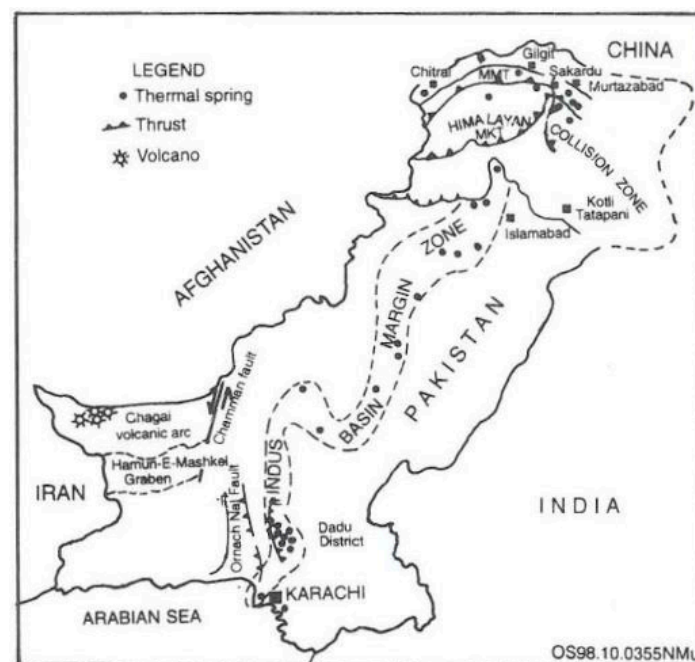 LEGEND
Thermal spring
Thrust
Volcano
CHINA
Gilgit
Chitral
MMT
Sakardu
Murtazabad
HIMALAYAN
MKT
COLLISION ZONE
Kotli
Tatapani
Islamabad
AFGHANISTAN
ZONE
MARGIN
BASIN
INDUS
PAKISTAN
Chamman fault
Chagai
volcanic arc
Hamun-E-Mashkel
Graben
IRAN
INDIA
Ornach Nal Fault
Dadu
District
KARACHI
ARABIAN SEA
OS98.10.0355NMu